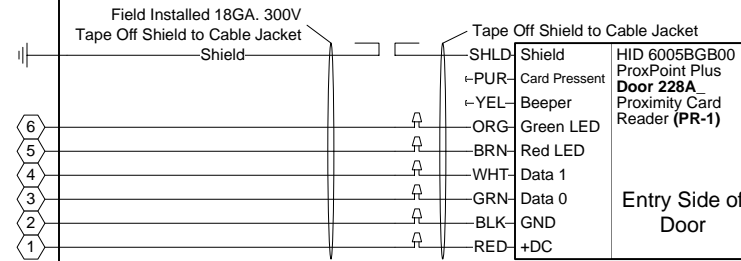 Field Installed 18GA. 300V
Tape Off Shield to Cable Jacket
Shield
Tape Off Shield to Cable Jacket
SHLD Shield
PUR Card Pressent
YEL Beeper
6 ORG Green LED
5 BRN Red LED
4 WHT Data 1
3 GRN Data 0
2 BLK GND
1 RED +DC
HID 6005BGB00
ProxPoint Plus
Door 228A_
Proximity Card
Reader (PR-1)
Entry Side of
Door